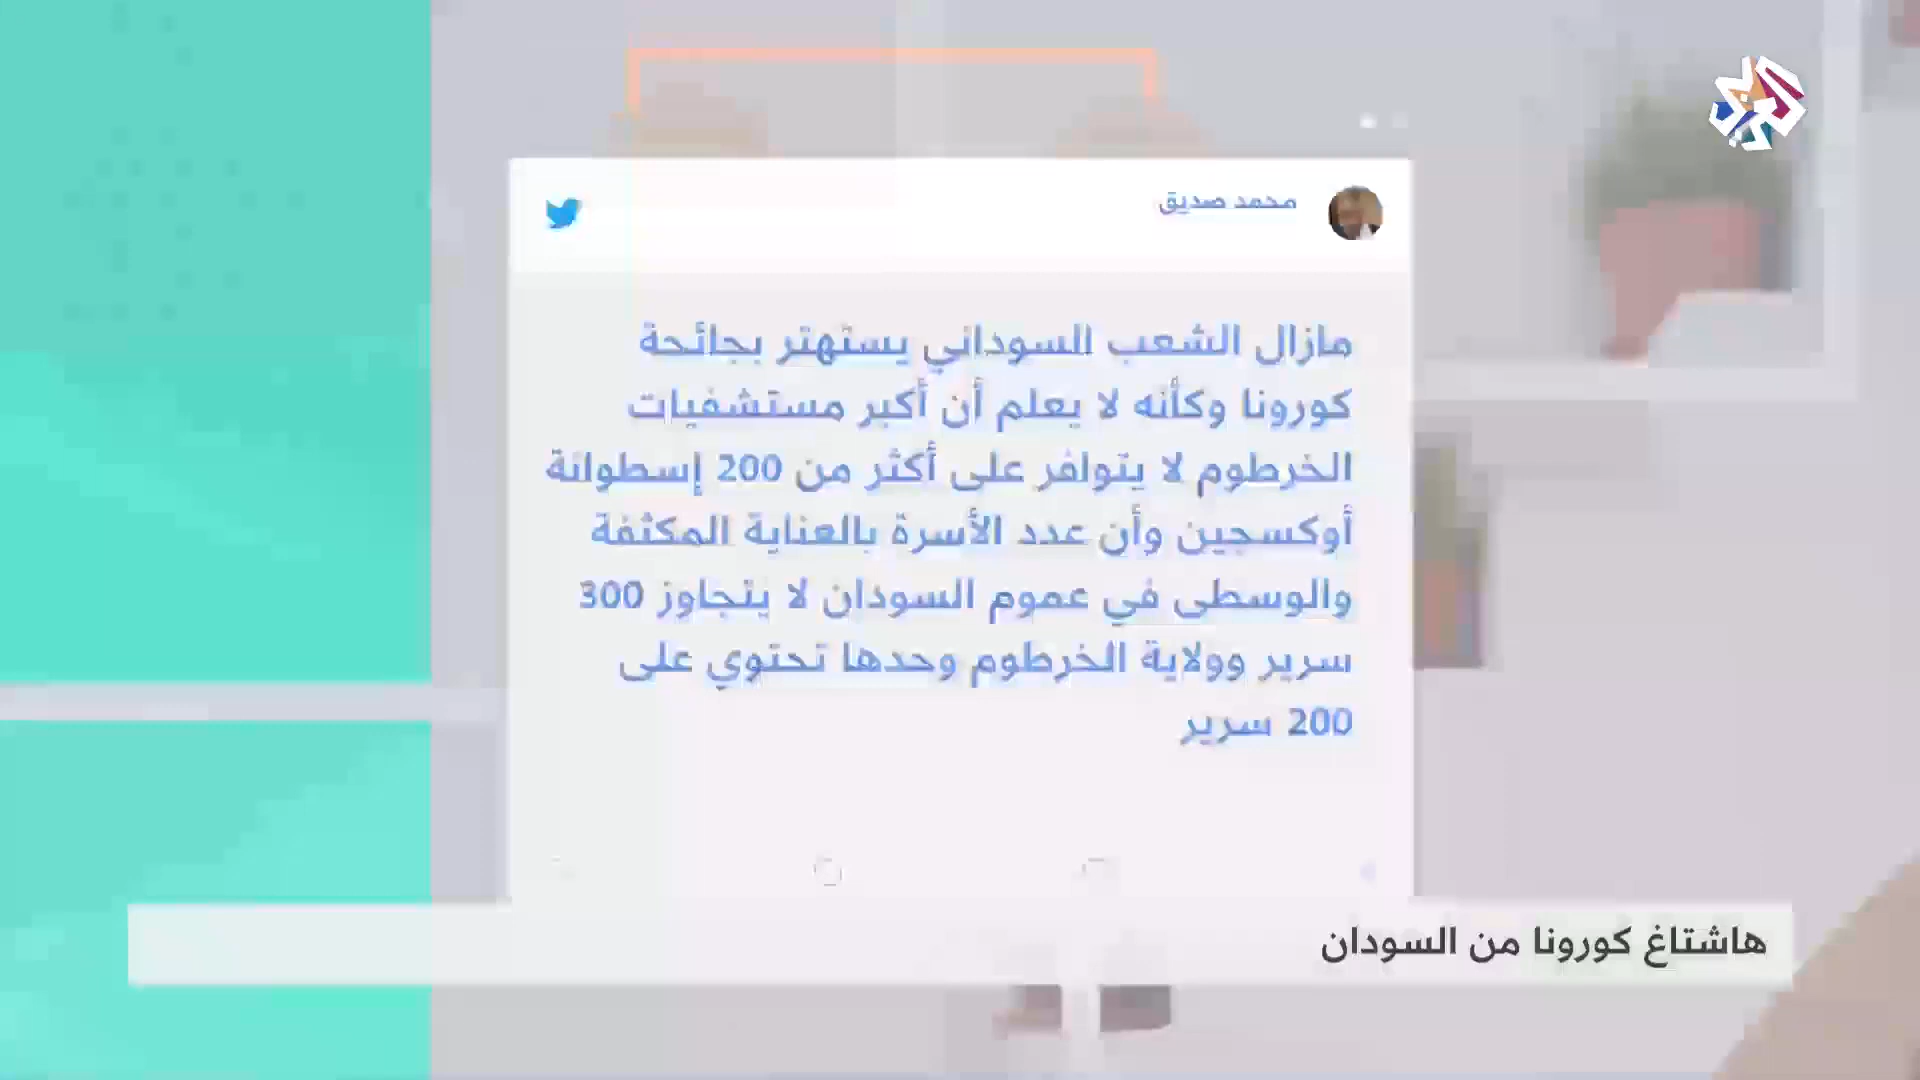 محمد صديق
مازال الشعب السوداني يستهتر بجائحة
كورونا وكأنه لا يعلم أن أكبر مستشفيات
الخرطوم لا يتوافر على أكثر من 200 إسطوانة
أوكسجين وأن عدد الأسرة بالعناية المكثفة
والوسطى في عموم السودان لا يتجاوز 300
سرير وولاية الخرطوم وحدها تحتوي على
200 سرير
هاشتاغ كورونا من السودان